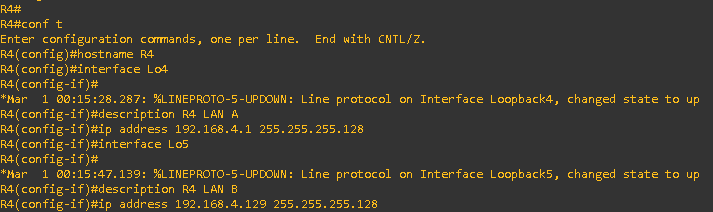 R4#
R4#conf t
Enter configuration commands, one per line.  End with CNTL/Z.
R4(config)#hostname R4
R4(config)#interface Lo4
R4(config-if)#
*Mar  1 00:15:28.287: %LINEPROTO-5-UPDOWN: Line protocol on Interface Loopback4, changed state to up
R4(config-if)#description R4 LAN A
R4(config-if)#ip address 192.168.4.1 255.255.255.128
R4(config-if)#interface Lo5
R4(config-if)#
*Mar  1 00:15:47.139: %LINEPROTO-5-UPDOWN: Line protocol on Interface Loopback5, changed state to up
R4(config-if)#description R4 LAN B
R4(config-if)#ip address 192.168.4.129 255.255.255.128